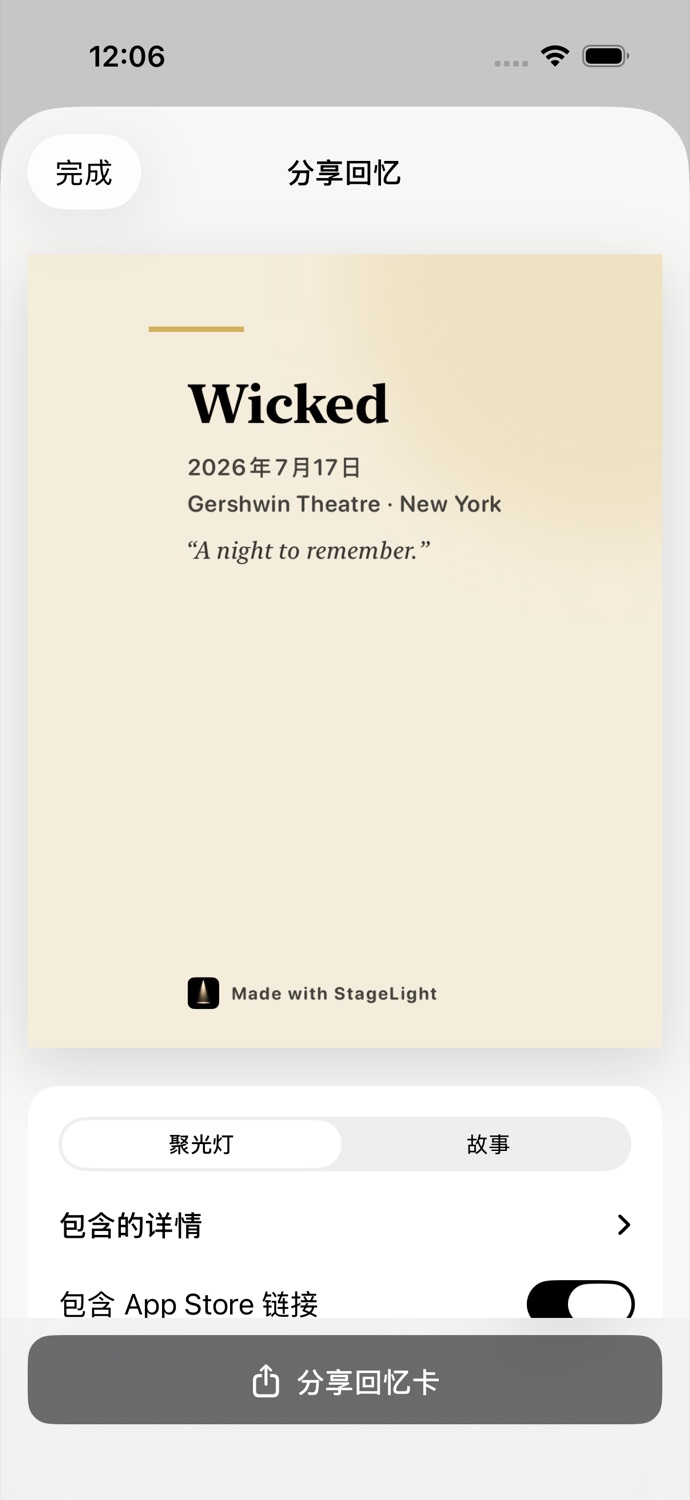 12:06
完成
分享回忆
Wicked
2026年7月17日
Gershwin Theatre · New York
“A night to remember.”
Made with StageLight
聚光灯
故事
包含的详情
包含 App Store 链接
分享回忆卡